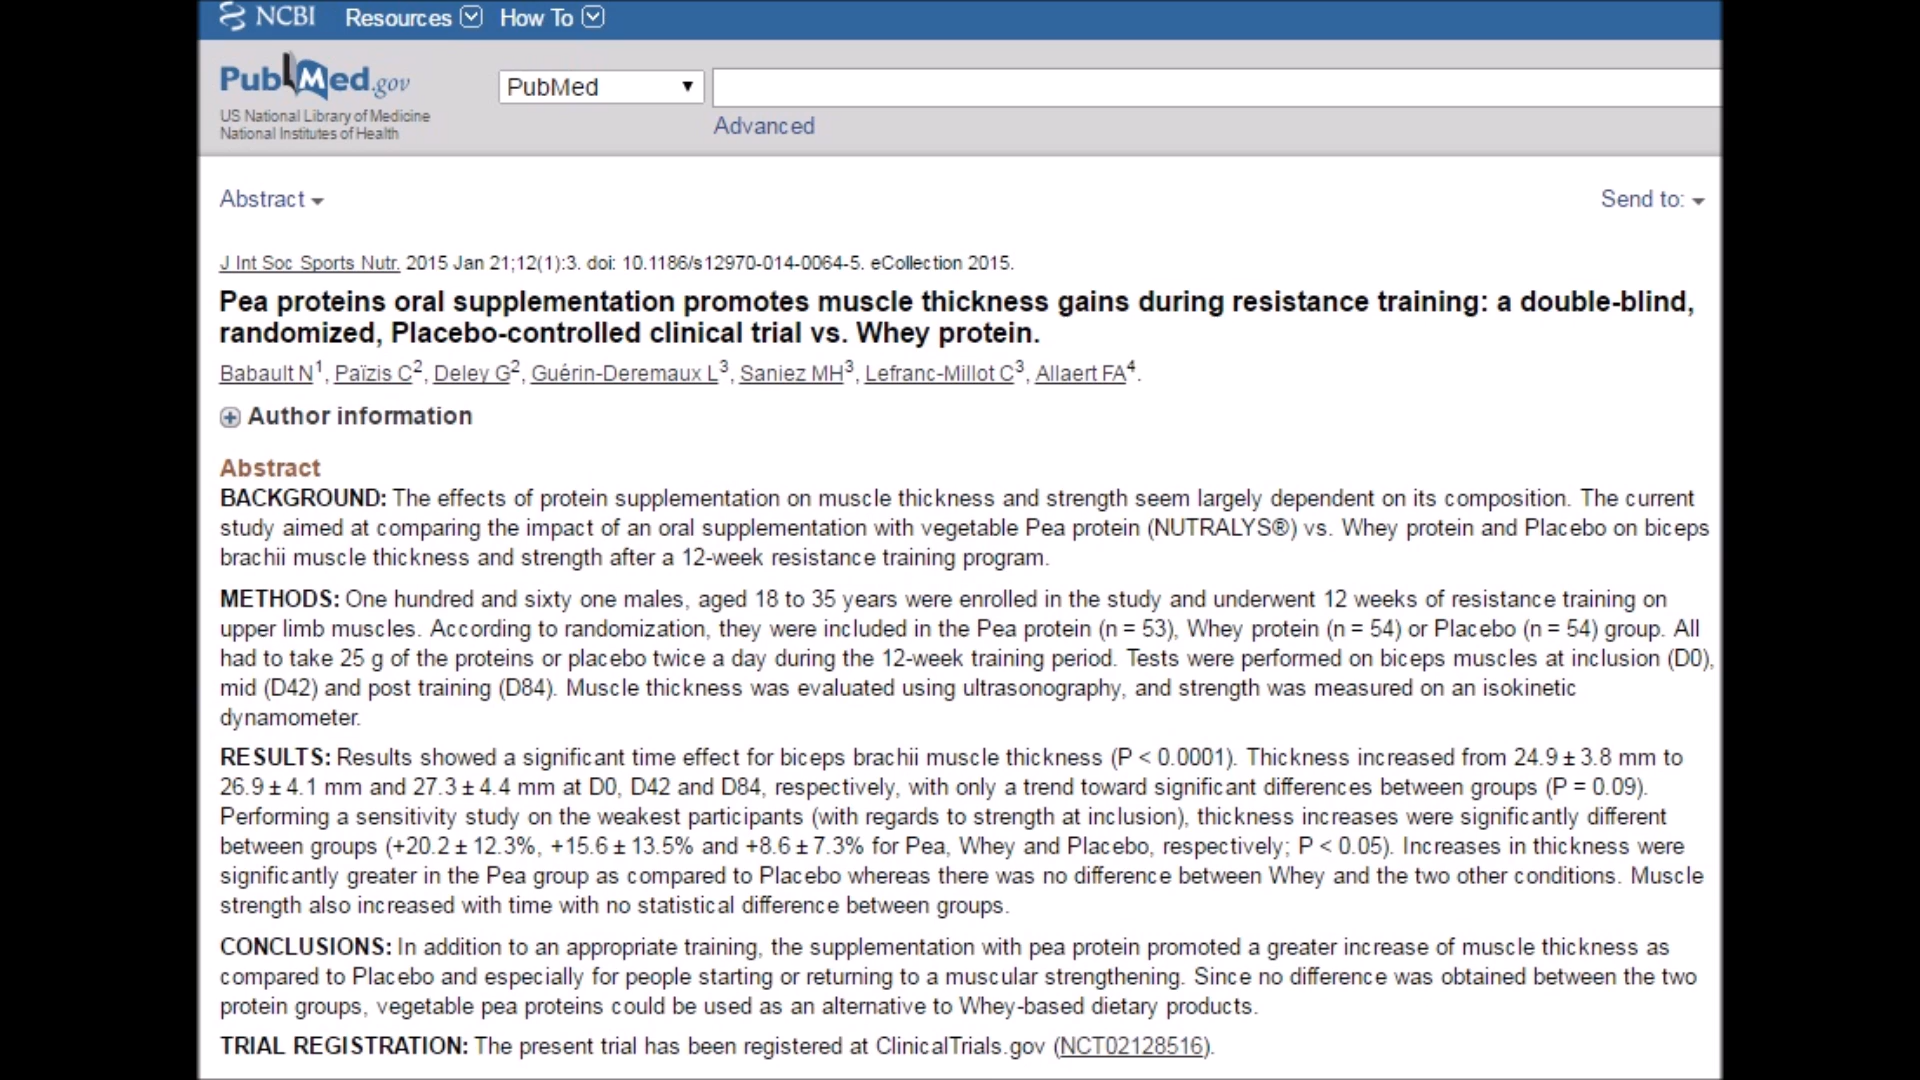 NCBI Resources How To
PubMed.gov
US National Library of Medicine
National Institutes of Health
PubMed
Advanced
Abstract
Send to:
J Int Soc Sports Nutr. 2015 Jan 21;12(1):3. doi: 10.1186/s12970-014-0064-5. eCollection 2015.
Pea proteins oral supplementation promotes muscle thickness gains during resistance training: a double-blind,
randomized, Placebo-controlled clinical trial vs. Whey protein.
Babault N1, Païzis C2, Deley G2, Guérin-Deremaux L3, Saniez MH3, Lefranc-Millot C3, Allaert FA4.
Author information
Abstract
BACKGROUND: The effects of protein supplementation on muscle thickness and strength seem largely dependent on its composition. The current
study aimed at comparing the impact of an oral supplementation with vegetable Pea protein (NUTRALYS®) vs. Whey protein and Placebo on biceps
brachii muscle thickness and strength after a 12-week resistance training program.
METHODS: One hundred and sixty one males, aged 18 to 35 years were enrolled in the study and underwent 12 weeks of resistance training on
upper limb muscles. According to randomization, they were included in the Pea protein (n = 53), Whey protein (n = 54) or Placebo (n = 54) group. All
had to take 25 g of the proteins or placebo twice a day during the 12-week training period. Tests were performed on biceps muscles at inclusion (D0),
mid (D42) and post training (D84). Muscle thickness was evaluated using ultrasonography, and strength was measured on an isokinetic
dynamometer.
RESULTS: Results showed a significant time effect for biceps brachii muscle thickness (P < 0.0001). Thickness increased from 24.9 ± 3.8 mm to
26.9 ± 4.1 mm and 27.3 ± 4.4 mm at D0, D42 and D84, respectively, with only a trend toward significant differences between groups (P = 0.09).
Performing a sensitivity study on the weakest participants (with regards to strength at inclusion), thickness increases were significantly different
between groups (+20.2 ± 12.3%, +15.6 ± 13.5% and +8.6 ± 7.3% for Pea, Whey and Placebo, respectively; P < 0.05). Increases in thickness were
significantly greater in the Pea group as compared to Placebo whereas there was no difference between Whey and the two other conditions. Muscle
strength also increased with time with no statistical difference between groups.
CONCLUSIONS: In addition to an appropriate training, the supplementation with pea protein promoted a greater increase of muscle thickness as
compared to Placebo and especially for people starting or returning to a muscular strengthening. Since no difference was obtained between the two
protein groups, vegetable pea proteins could be used as an alternative to Whey-based dietary products.
TRIAL REGISTRATION: The present trial has been registered at ClinicalTrials.gov (NCT02128516).